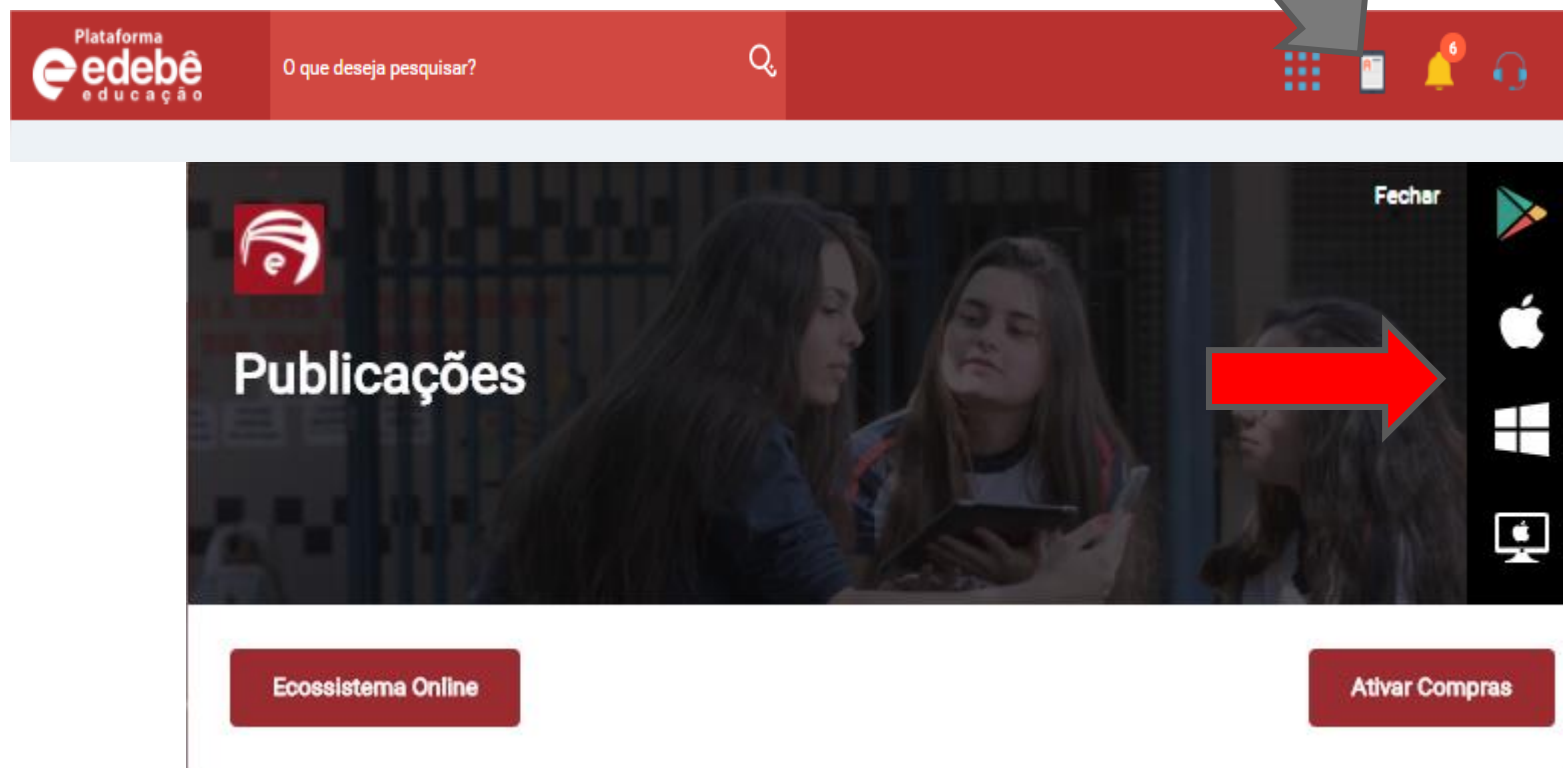 Plataforma
edebê
educação
O que deseja pesquisar?
6
Fechar
e
Publicações
Ecossistema Online
Ativar Compras